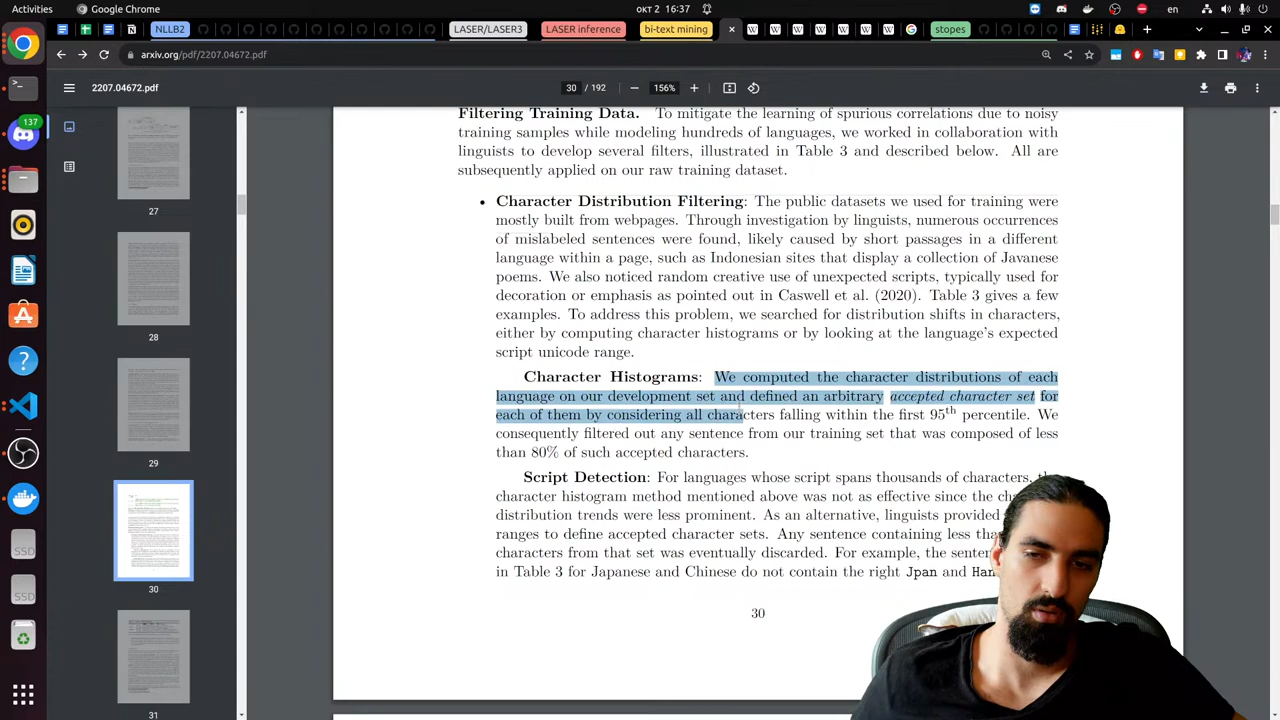 Activities
Google Chrome
окт 2 16:37
en
NLLB2
LASER/LASER3
LASER inference
bi-text mining
stopes
arxiv.org/pdf/2207.04672.pdf
2207.04672.pdf
30 / 192
156%
137
27
28
29
30
31
Filtering Training Data. To mitigate the learning of spurious correlations due to noisy
training samples while modeling hundreds of languages, we worked in collaboration with
linguists to develop several filters, illustrated in Table 3 and described below. All are
subsequently applied on our raw training dataset.
• Character Distribution Filtering: The public datasets we used for training were
mostly built from webpages. Through investigation by linguists, numerous occurrences
of mislabeled sentences were found, likely caused by short passages in a different
language within a page, such as Indonesian sites that display a collection of Javanese
poems. We also noticed random creative use of unexpected scripts, typically used for
decoration or emphasis as pointed out in Caswell et al. (2020). Table 3 gives a few
examples. To address this problem, we searched for distribution shifts in characters,
either by computing character histograms or by looking at the language's expected
script unicode range.
Character Histograms: We computed the character distributions of each
language on our development set and defined an arbitrary accepted character set for
each of them by considering all characters falling within the first 95th percentile. We
consequently filtered out any sentence from our training set that was composed of less
than 80% of such accepted characters.
Script Detection: For languages whose script spans thousands of characters, the
character histogram method mentioned above was less effective since the
distribution trends were less prominent. As an alternative, linguists provided
ranges to define accepted character sets. Any sentence containing less tha
characters from that set was eventually discarded. For example, the senten
in Table 3 for Japanese and Chinese do not contain the right Jpan and Han
30
SSD
SSD